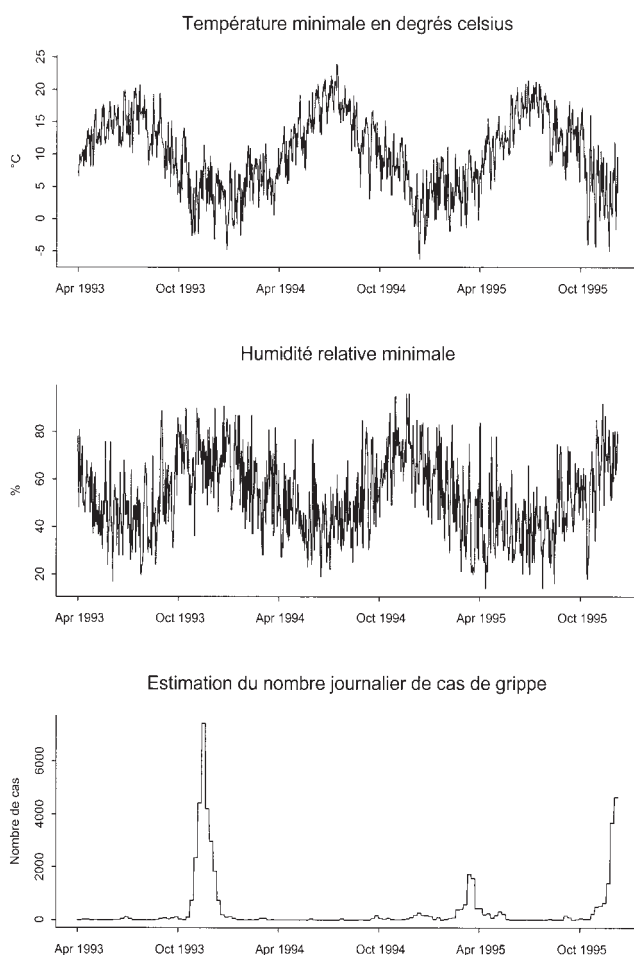 Température minimale en degrés celsius
25
20
15
10
5
0
-5
°C
Apr 1993 Oct 1993 Apr 1994 Oct 1994 Apr 1995 Oct 1995
Humidité relative minimale
80
60
40
20
%
Apr 1993 Oct 1993 Apr 1994 Oct 1994 Apr 1995 Oct 1995
Estimation du nombre journalier de cas de grippe
6000
4000
2000
0
Nombre de cas
Apr 1993 Oct 1993 Apr 1994 Oct 1994 Apr 1995 Oct 1995